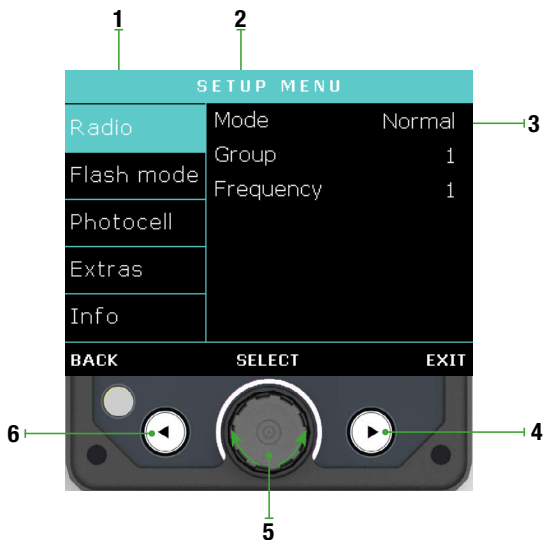 1 2
SETUP MENU
Radio
Flash mode
Photocell
Extras
Info
Mode Normal
Group 1
Frequency 1
3
BACK SELECT EXIT
6
4
5